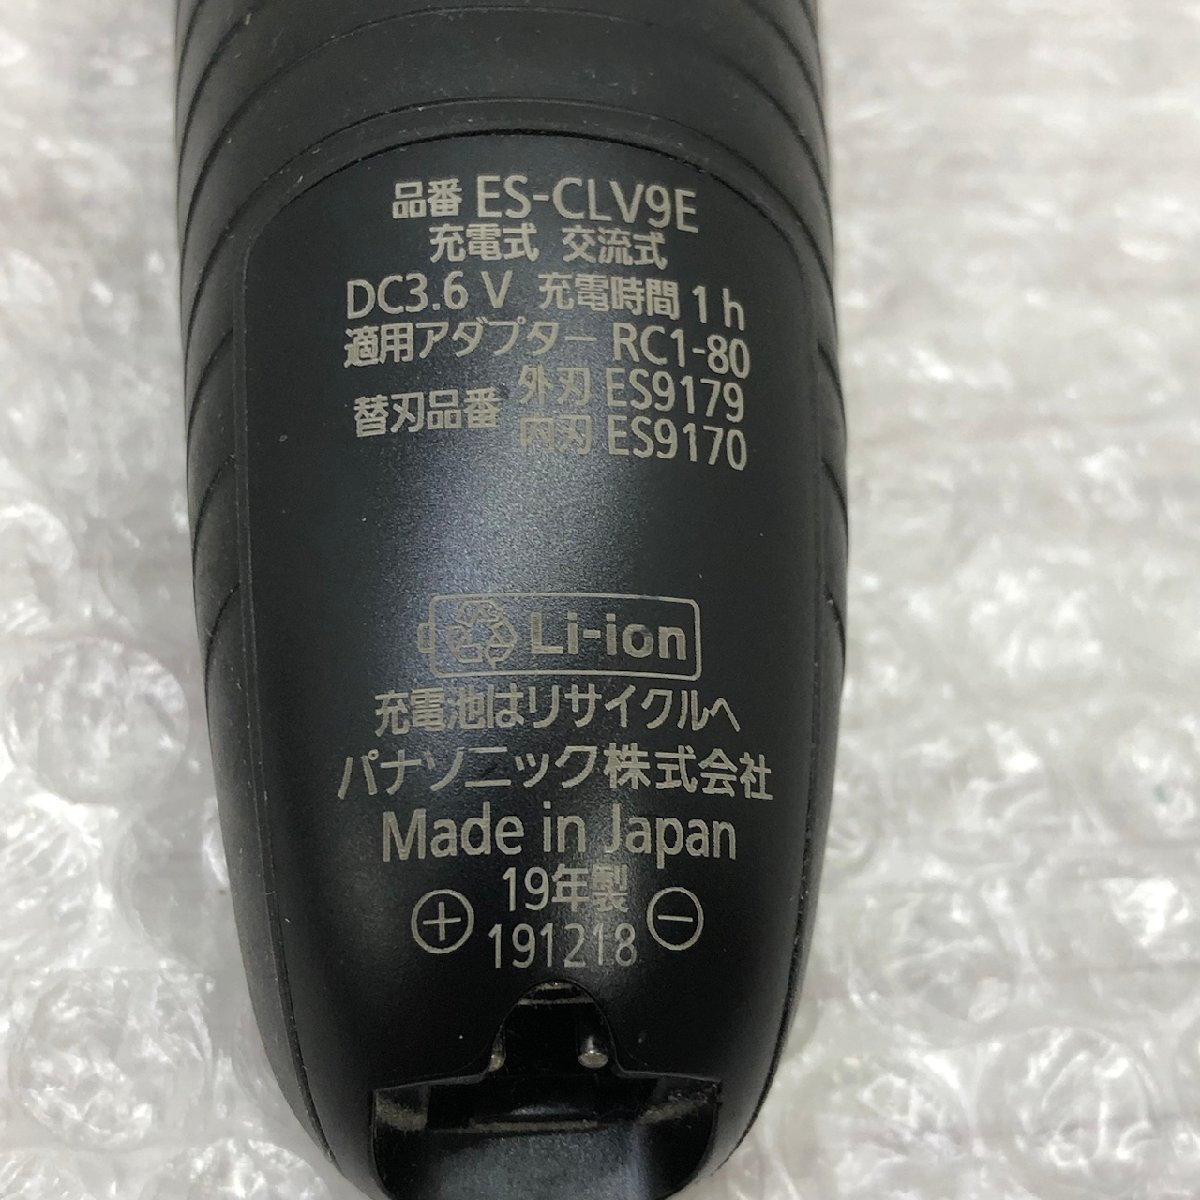 品番 ES-CLV9E
充電式 交流式
DC3.6 V 充電時間 1 h
適用アダプター RC1-80
替刃品番 外刃 ES9179
内刃 ES9170
Li-ion
充電池はリサイクルへ
パナソニック株式会社
Made in Japan
19年製
+ 191218 −